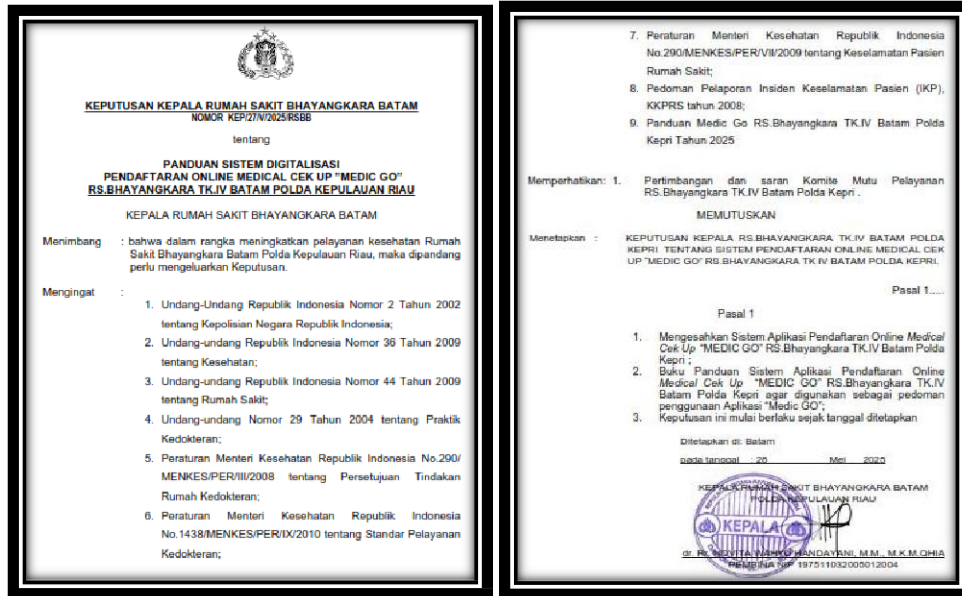 KEPUTUSAN KEPALA RUMAH SAKIT BHAYANGKARA BATAM
NOMOR KEP/27/V/2025/RSBB
tentang
PANDUAN SISTEM DIGITALISASI
PENDAFTARAN ONLINE MEDICAL CEK UP "MEDIC GO"
RS.BHAYANGKARA TK.IV BATAM POLDA KEPULAUAN RIAU
KEPALA RUMAH SAKIT BHAYANGKARA BATAM
Menimbang : bahwa dalam rangka meningkatkan pelayanan kesehatan Rumah
Sakit Bhayangkara Batam Polda Kepulauan Riau, maka dipandang
perlu mengeluarkan Keputusan.
Mengingat :
1. Undang-Undang Republik Indonesia Nomor 2 Tahun 2002
tentang Kepolisian Negara Republik Indonesia;
2. Undang-undang Republik Indonesia Nomor 36 Tahun 2009
tentang Kesehatan;
3. Undang-undang Republik Indonesia Nomor 44 Tahun 2009
tentang Rumah Sakit;
4. Undang-undang Nomor 29 Tahun 2004 tentang Praktik
Kedokteran;
5. Peraturan Menteri Kesehatan Republik Indonesia No.290/
MENKES/PER/III/2008 tentang Persetujuan Tindakan
Rumah Kedokteran;
6. Peraturan Menteri Kesehatan Republik Indonesia
No.1438/MENKES/PER/IX/2010 tentang Standar Pelayanan
Kedokteran;
7. Peraturan Menteri Kesehatan Republik Indonesia
No.290/MENKES/PER/VII/2009 tentang Keselamatan Pasien
Rumah Sakit;
8. Pedoman Pelaporan Insiden Keselamatan Pasien (IKP),
KKPRS tahun 2008;
9. Panduan Medic Go RS.Bhayangkara TK.IV Batam Polda
Kepri Tahun 2025
Memperhatikan: 1. Pertimbangan dan saran Komite Mutu Pelayanan
RS.Bhayangkara TK.IV Batam Polda Kepri .
MEMUTUSKAN
Menetapkan : KEPUTUSAN KEPALA RS.BHAYANGKARA TK.IV BATAM POLDA
KEPRI TENTANG SISTEM PENDAFTARAN ONLINE MEDICAL CEK
UP "MEDIC GO" RS.BHAYANGKARA TK IV BATAM POLDA KEPRI.
Pasal 1.....
Pasal 1
1. Mengesahkan Sistem Aplikasi Pendaftaran Online Medical
Cek Up "MEDIC GO" RS.Bhayangkara TK.IV Batam Polda
Kepri ;
2. Buku Panduan Sistem Aplikasi Pendaftaran Online
Medical Cek Up "MEDIC GO" RS.Bhayangkara TK.IV
Batam Polda Kepri agar digunakan sebagai pedoman
penggunaan Aplikasi "Medic GO";
3. Keputusan ini mulai berlaku sejak tanggal ditetapkan
Ditetapkan di: Batam
pada tanggal : 26 Mei 2025
KEPALA RUMAH SAKIT BHAYANGKARA BATAM
POLDA KEPULAUAN RIAU
KEPALA
dr. NOVITA WAHYU HANDAYANI, M.M., M.K.M.QHIA
PEMBINA NIP 197511032005012004